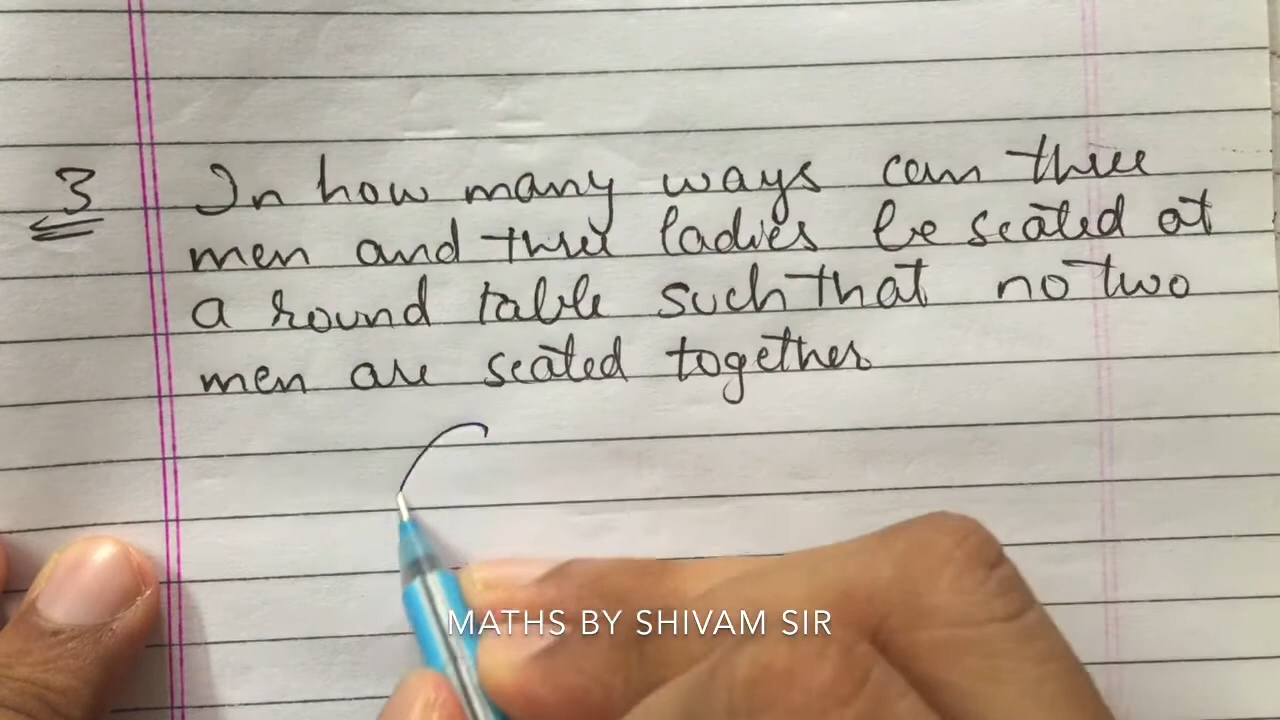 3 In how many ways can three
men and three ladies be seated at
a round table such that no two
men are seated together
MATHS BY SHIVAM SIR